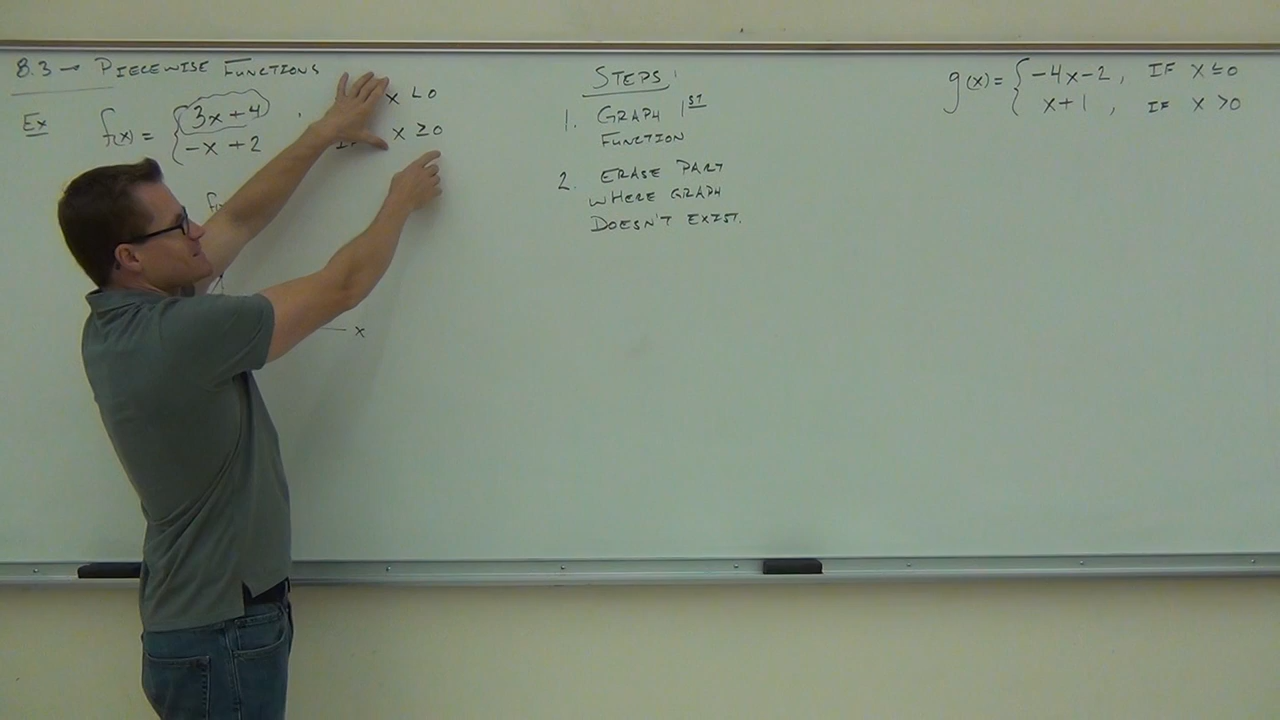 8.3 → PIECEWISE FUNCTIONS
Ex
f(x) = { 3x+4 , x < 0
-x + 2 IF x ≥ 0
x
STEPS:
1. GRAPH 1ST
FUNCTION
2. ERASE PART
WHERE GRAPH
DOESN'T EXIST.
g(x) = { -4x-2 , IF x ≤ 0
x+1 , IF x > 0